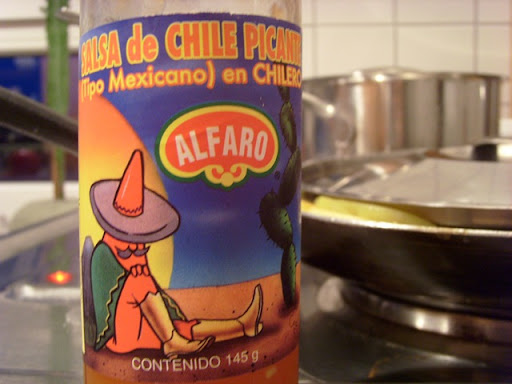 SALSA de CHILE PICANTE
(Tipo Mexicano) en CHILERO
ALFARO
CONTENIDO 145 g